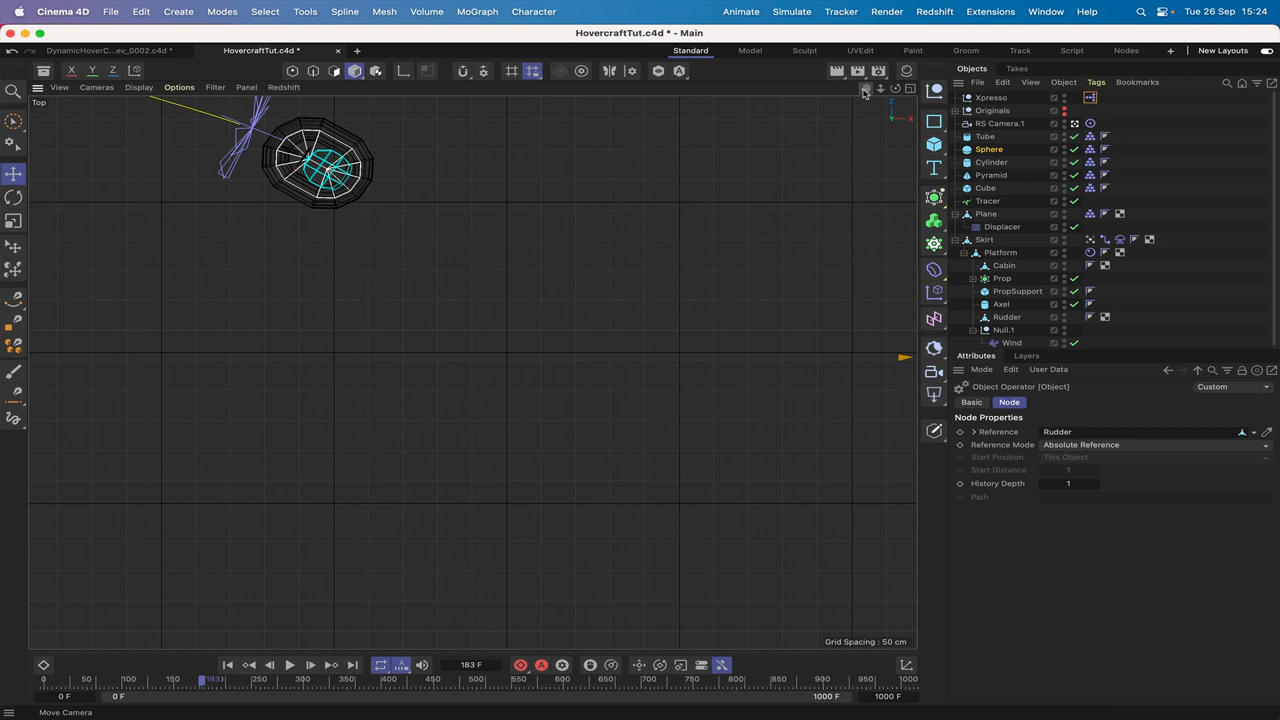 Cinema 4D File Edit Create Modes Select Tools Spline Mesh Volume MoGraph Character Animate Simulate Tracker Render Redshift Extensions Window Help Tue 26 Sep 15:24
HovercraftTut.c4d * - Main
DynamicHoverC...ev_0002.c4d * HovercraftTut.c4d * Standard Model Sculpt UVEdit Paint Groom Track Script Nodes New Layouts
X Y Z Objects Takes
File Edit View Object Tags Bookmarks
View Cameras Display Options Filter Panel Redshift
Top
Z
Y X
Xpresso
Originals
RS Camera.1
Tube
Sphere
Cylinder
Pyramid
Cube
Tracer
Plane
Displacer
Skirt
Platform
Cabin
Prop
PropSupport
Axel
Rudder
Null.1
Wind
Attributes Layers
Mode Edit User Data
Object Operator [Object] Custom
Basic Node
Node Properties
Reference Rudder
Reference Mode Absolute Reference
Start Position This Object
Start Distance 1
History Depth 1
Path
Grid Spacing : 50 cm
183 F
0 50 100 150 183 250 300 350 400 450 500 550 600 650 700 750 800 850 900 950 1000
0 F 0 F 1000 F 1000 F
Move Camera